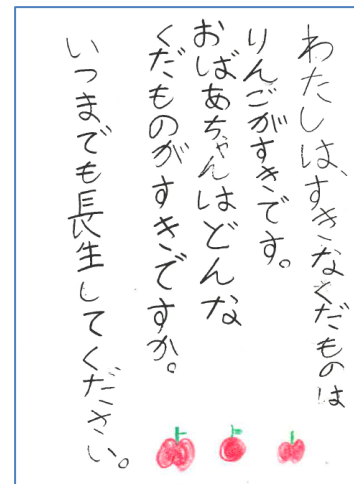 わたしは、すきなくだものは
りんごがすきです。
おばあちゃんはどんな
くだものがすきですか。
いつまでも長生してください。